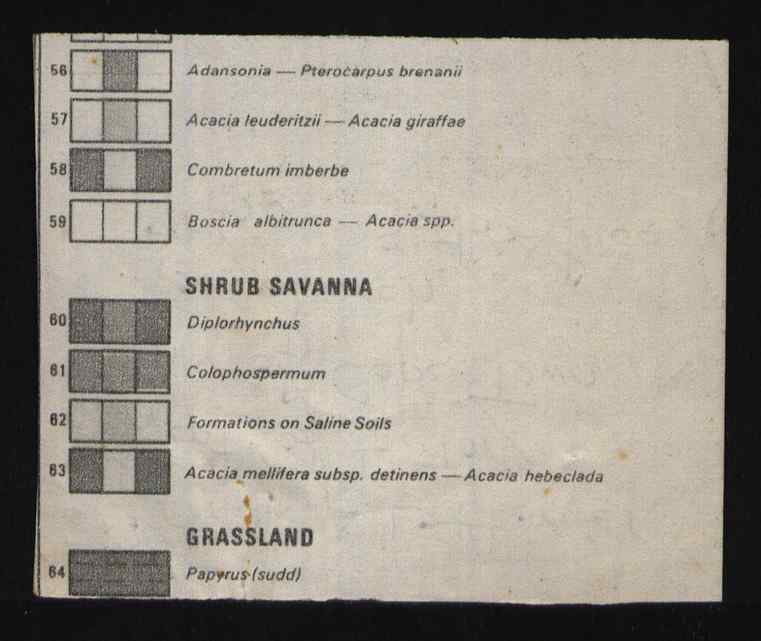 56 Adansonia — Pterocarpus brenanii
57 Acacia leuderitzii — Acacia giraffae
58 Combretum imberbe
59 Boscia albitrunca — Acacia spp.
SHRUB SAVANNA
60 Diplorhynchus
61 Colophospermum
62 Formations on Saline Soils
63 Acacia mellifera subsp. detinens — Acacia hebeclada
GRASSLAND
64 Papyrus (sudd)